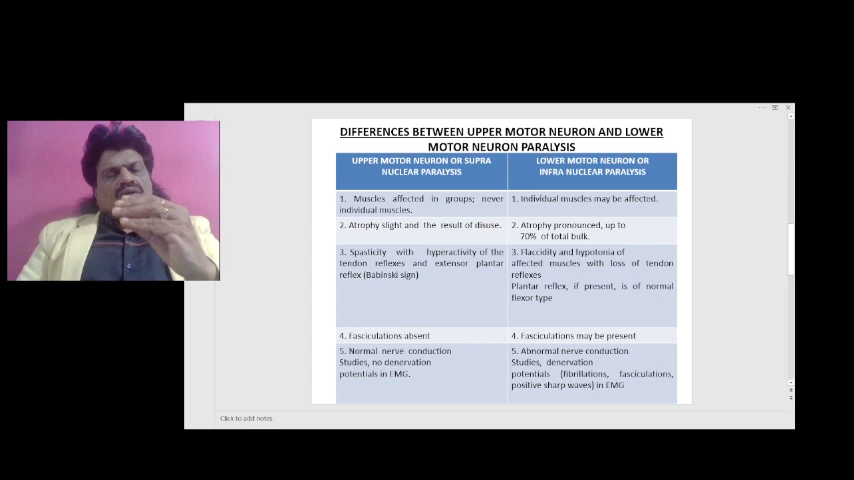 DIFFERENCES BETWEEN UPPER MOTOR NEURON AND LOWER
MOTOR NEURON PARALYSIS
UPPER MOTOR NEURON OR SUPRA
NUCLEAR PARALYSIS
LOWER MOTOR NEURON OR
INFRA NUCLEAR PARALYSIS
1. Muscles affected in groups; never
individual muscles.
1. Individual muscles may be affected.
2. Atrophy slight and the result of disuse.
2. Atrophy pronounced, up to
70% of total bulk.
3. Spasticity with hyperactivity of the
tendon reflexes and extensor plantar
reflex (Babinski sign)
3. Flaccidity and hypotonia of
affected muscles with loss of tendon
reflexes
Plantar reflex, if present, is of normal
flexor type
4. Fasciculations absent
4. Fasciculations may be present
5. Normal nerve conduction
Studies, no denervation
potentials in EMG.
5. Abnormal nerve conduction
Studies, denervation
potentials (fibrillations, fasciculations,
positive sharp waves) in EMG
Click to add notes